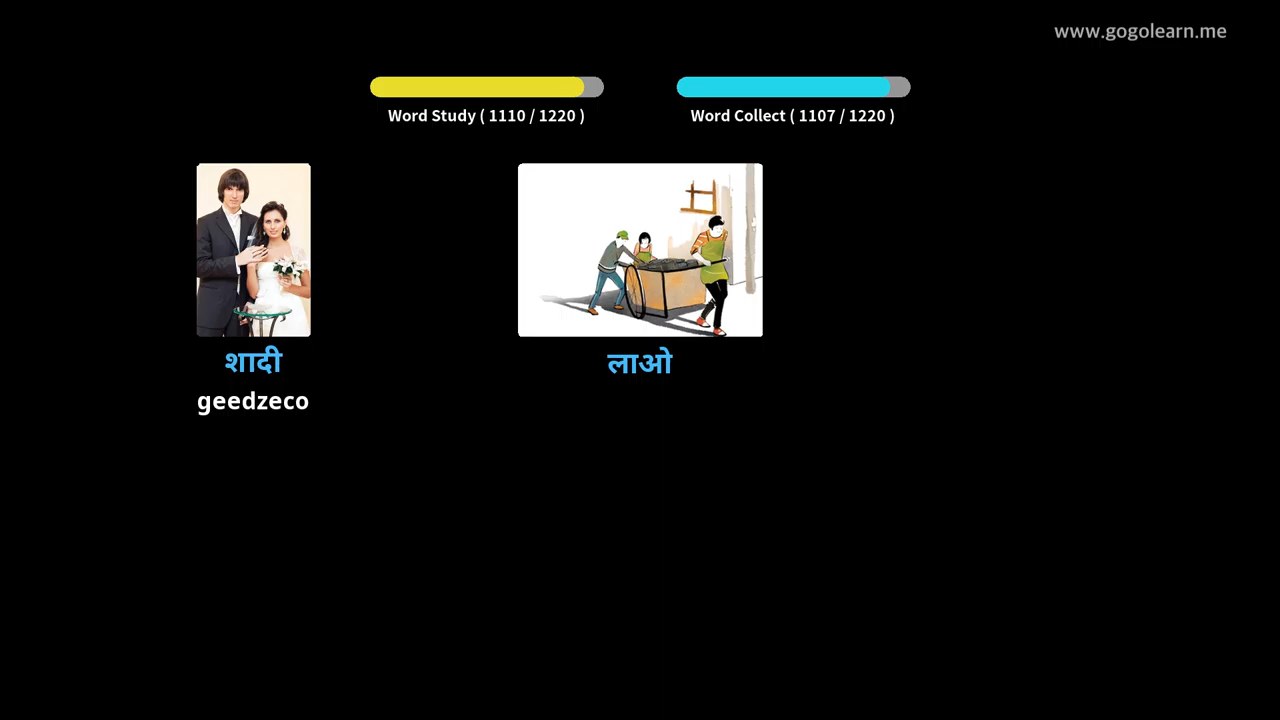 www.gogolearn.me
Word Study ( 1110 / 1220 )
Word Collect ( 1107 / 1220 )
शादी
लाओ
geedzeco